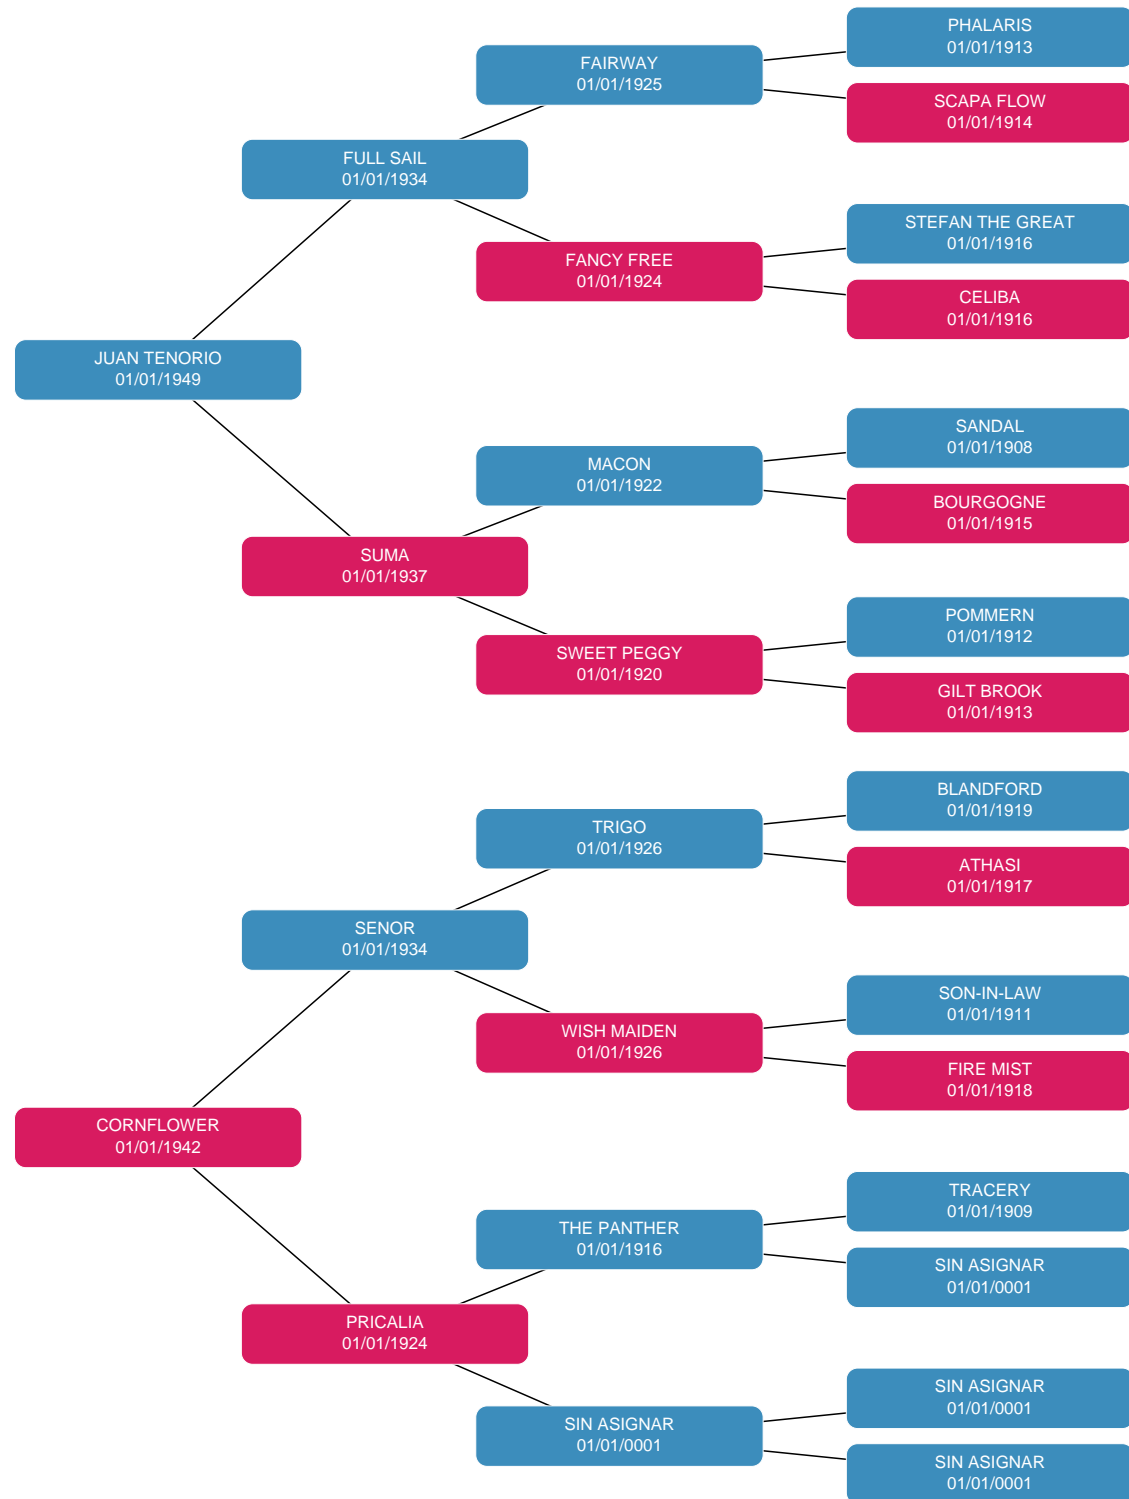 PHALARIS
01/01/1913
FAIRWAY
01/01/1925
SCAPA FLOW
01/01/1914
FULL SAIL
01/01/1934
STEFAN THE GREAT
01/01/1916
FANCY FREE
01/01/1924
CELIBA
01/01/1916
JUAN TENORIO
01/01/1949
SANDAL
01/01/1908
MACON
01/01/1922
BOURGOGNE
01/01/1915
SUMA
01/01/1937
POMMERN
01/01/1912
SWEET PEGGY
01/01/1920
GILT BROOK
01/01/1913
BLANDFORD
01/01/1919
TRIGO
01/01/1926
ATHASI
01/01/1917
SENOR
01/01/1934
SON-IN-LAW
01/01/1911
WISH MAIDEN
01/01/1926
FIRE MIST
01/01/1918
CORNFLOWER
01/01/1942
TRACERY
01/01/1909
THE PANTHER
01/01/1916
SIN ASIGNAR
01/01/0001
PRICALIA
01/01/1924
SIN ASIGNAR
01/01/0001
SIN ASIGNAR
01/01/0001
SIN ASIGNAR
01/01/0001